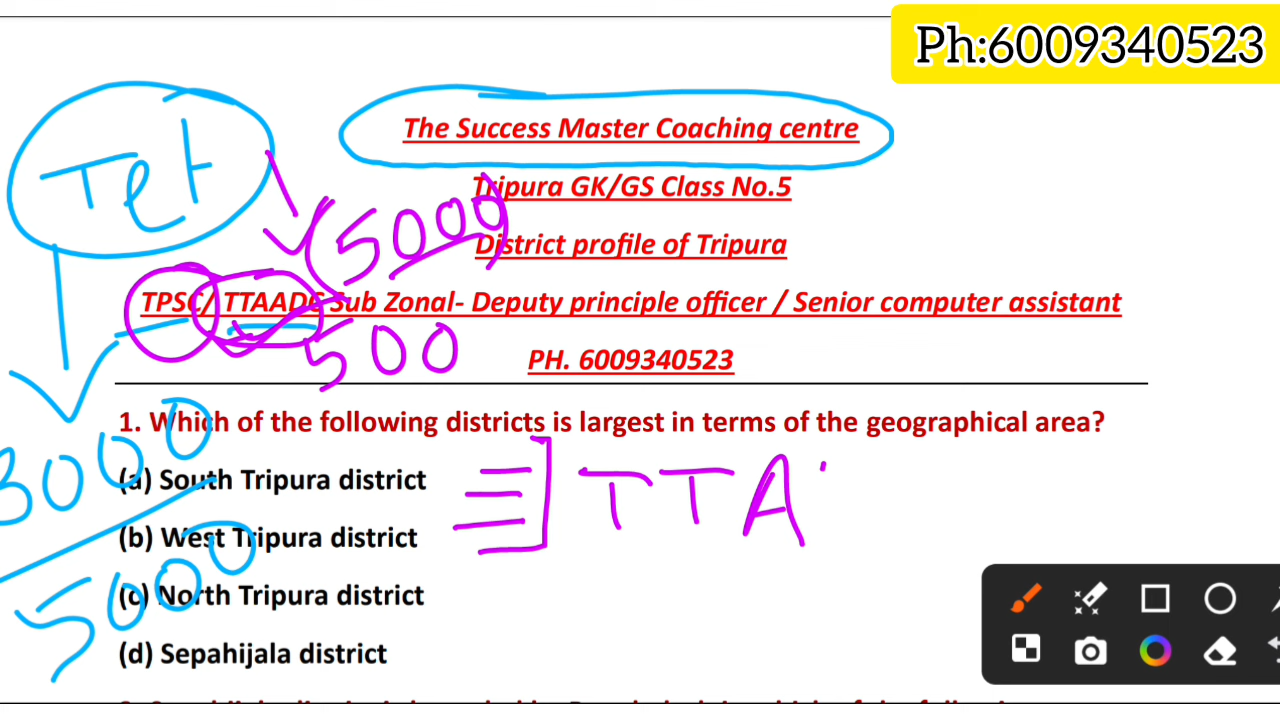 Ph:6009340523
Tet
The Success Master Coaching centre
Tripura GK/GS Class No.5
(5000)
District profile of Tripura
TPSC/ TTAADC Sub Zonal- Deputy principle officer / Senior computer assistant
500
PH. 6009340523
1. Which of the following districts is largest in terms of the geographical area?
3000
(a) South Tripura district
TTA
(b) West Tripura district
5000
(c) North Tripura district
(d) Sepahijala district